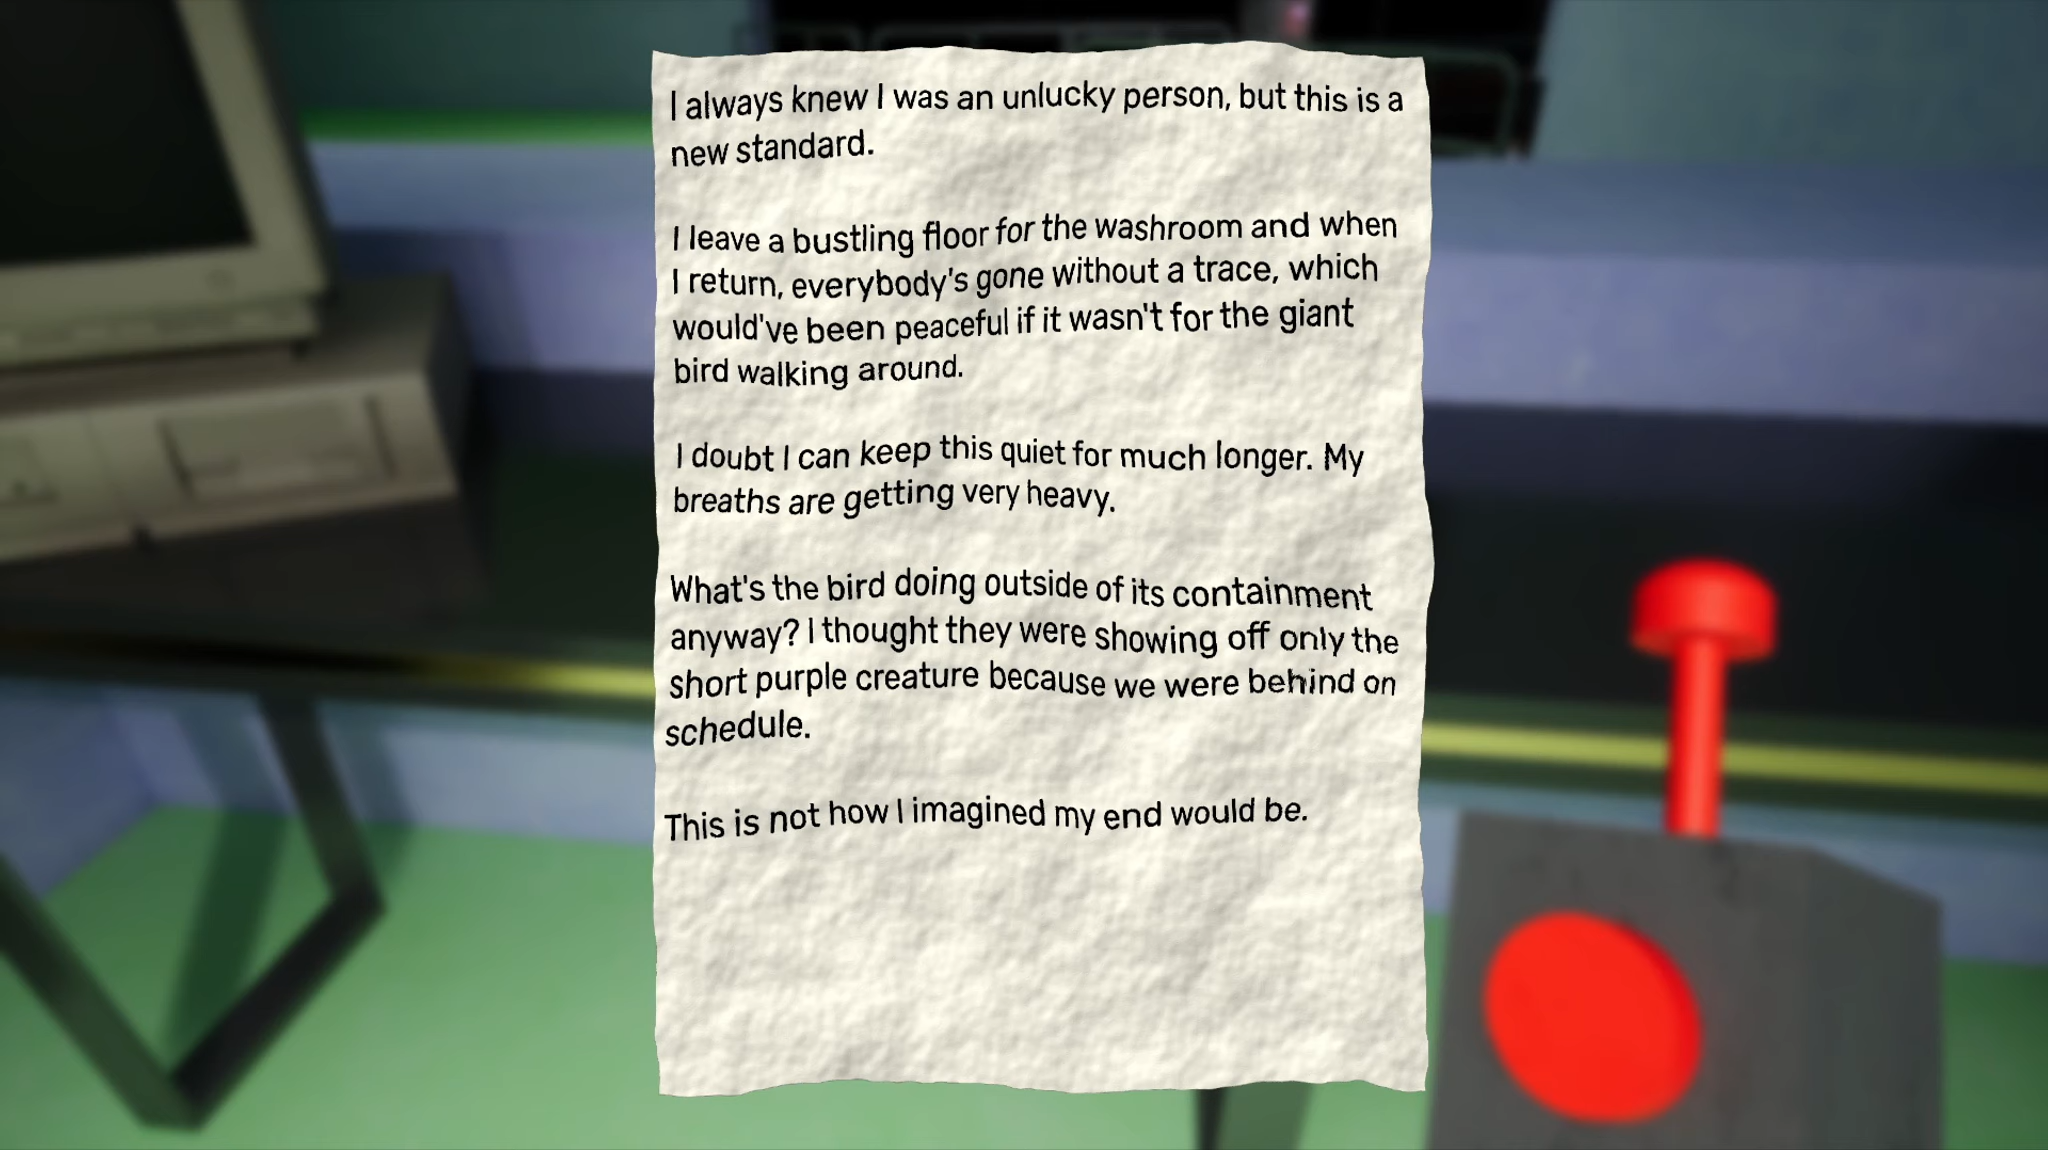 I always knew I was an unlucky person, but this is a
new standard.
I leave a bustling floor for the washroom and when
I return, everybody's gone without a trace, which
would've been peaceful if it wasn't for the giant
bird walking around.
I doubt I can keep this quiet for much longer. My
breaths are getting very heavy.
What's the bird doing outside of its containment
anyway? I thought they were showing off only the
short purple creature because we were behind on
schedule.
This is not how I imagined my end would be.